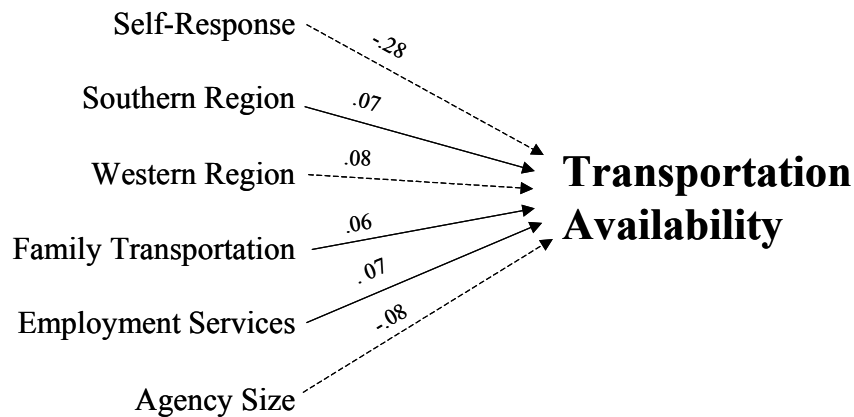 Self-Response
-.28
Southern Region
.07
Western Region
.08
Transportation
Availability
Family Transportation
.06
Employment Services
.07
Agency Size
-.08